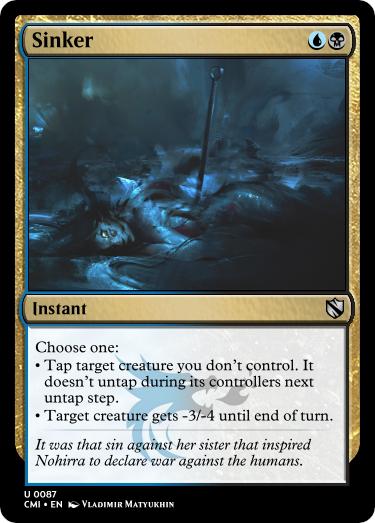 Sinker
Instant
Choose one:
• Tap target creature you don't control. It
doesn't untap during its controllers next
untap step.
• Target creature gets -3/-4 until end of turn.
It was that sin against her sister that inspired
Nohirra to declare war against the humans.
U 0087
CMI • EN Vladimir Matyukhin